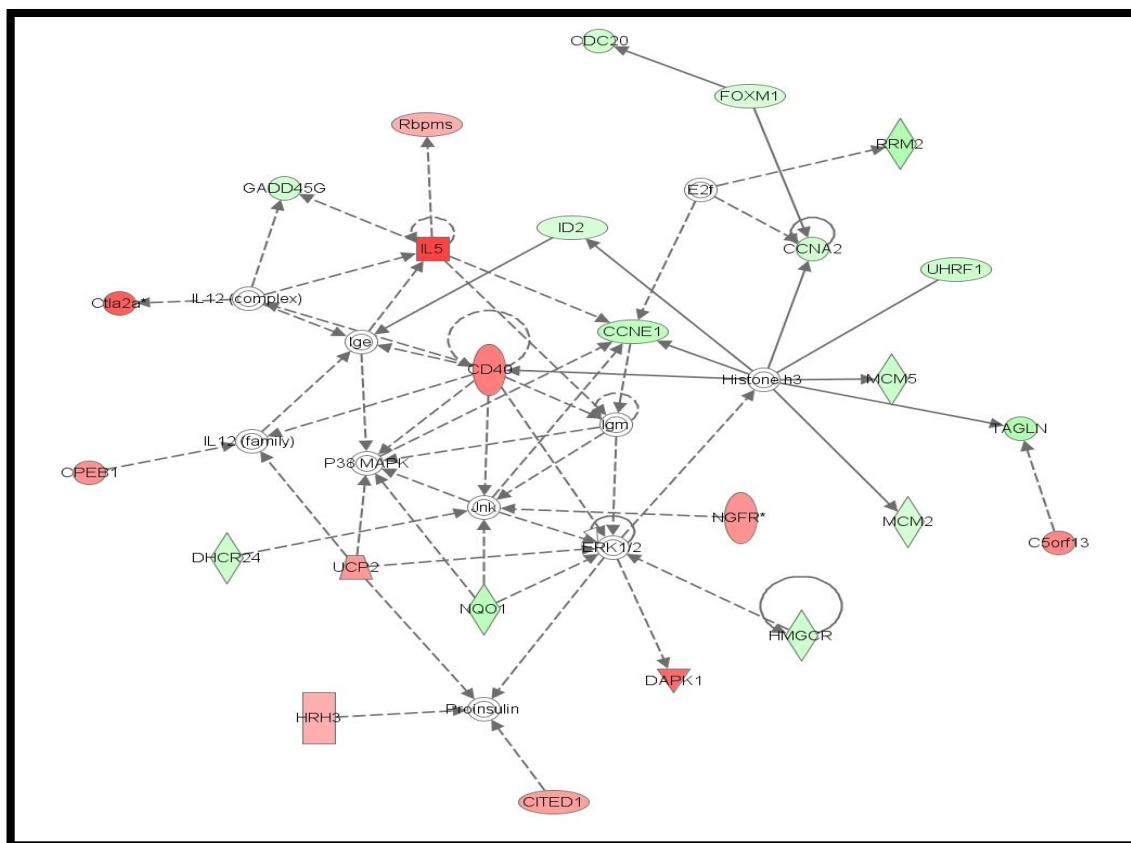 CDC20
FOXM1
Rbpms
RRM2
GADD45G
E2f
ID2
IL5
CCNA2
UHRF1
Ctla2a*
IL12 (complex)
CCNE1
Ige
CD40
Histone h3
MCM5
Igm
TAGLN
IL12 (family)
P38 MAPK
CPEB1
Jnk
NGFR*
MCM2
ERK1/2
C5orf13
DHCR24
UCP2
NQO1
HMGCR
DAPK1
HRH3
Proinsulin
CITED1